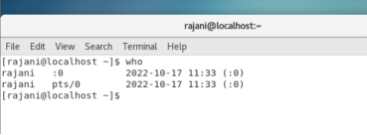 rajani@localhost:~
File Edit View Search Terminal Help
[rajani@localhost ~]$ who
rajani   :0           2022-10-17 11:33 (:0)
rajani   pts/0        2022-10-17 11:33 (:0)
[rajani@localhost ~]$